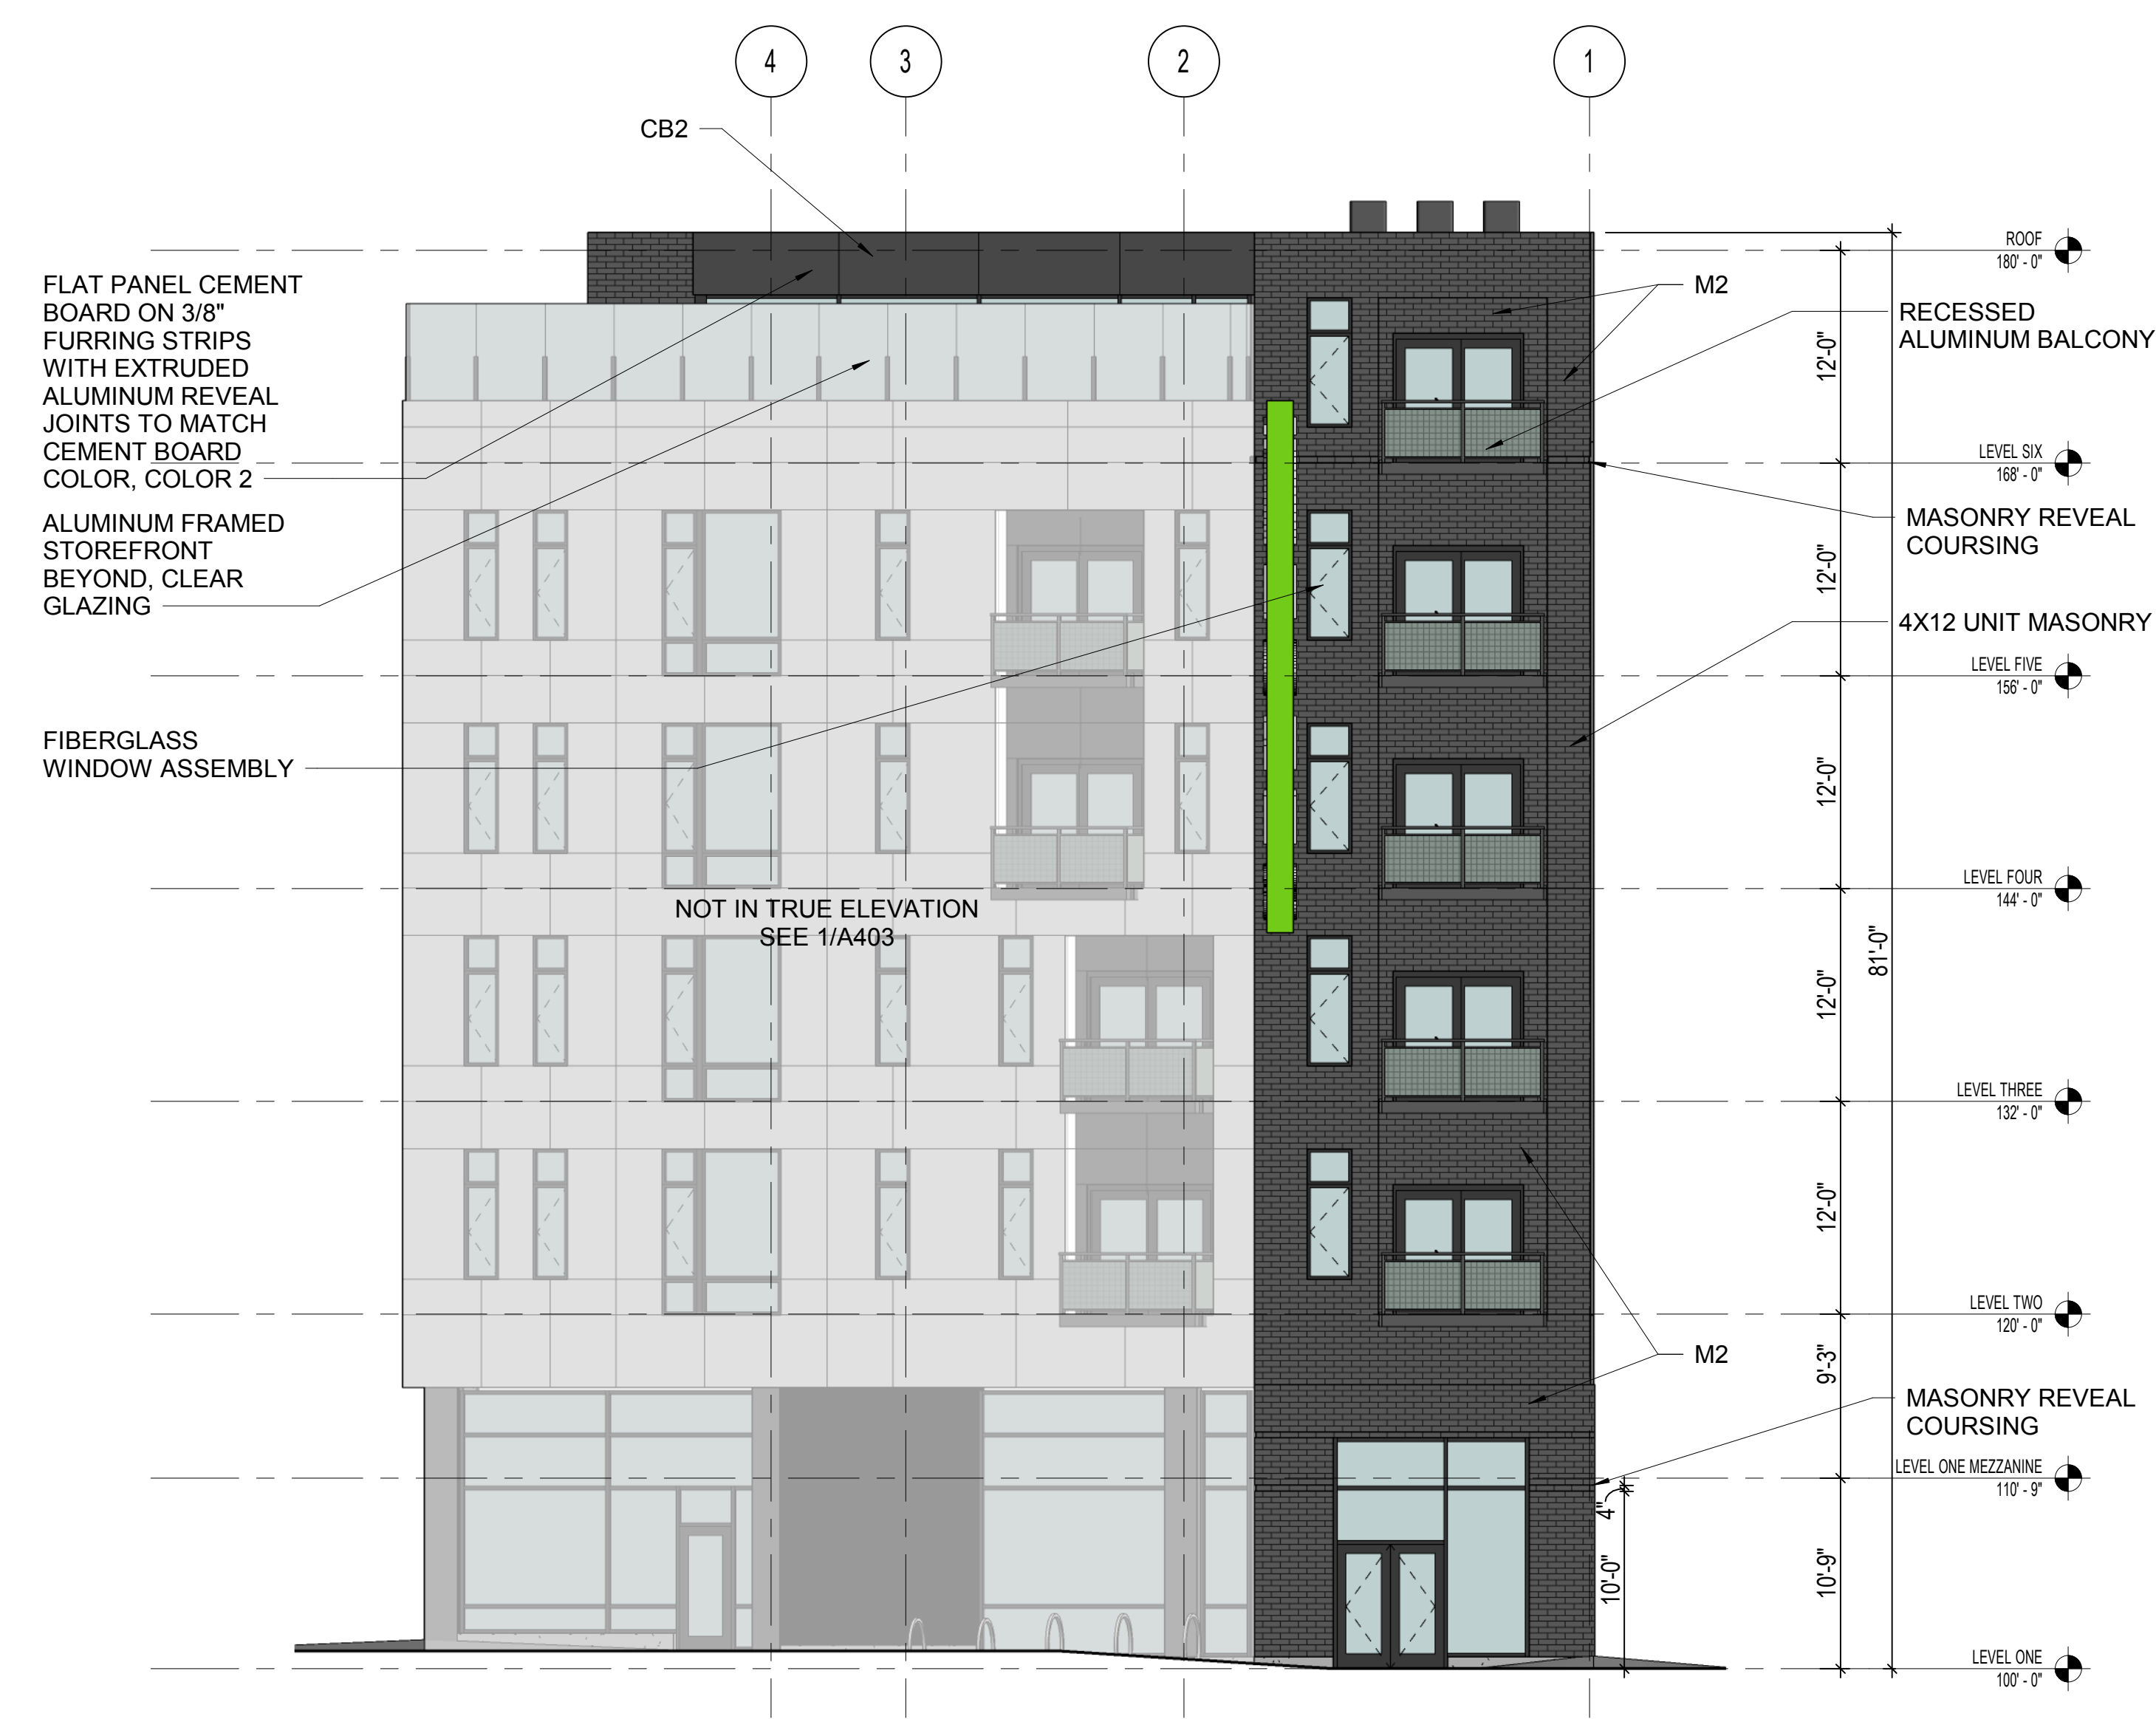 4
3
2
1
CB2
FLAT PANEL CEMENT
BOARD ON 3/8"
FURRING STRIPS
WITH EXTRUDED
ALUMINUM REVEAL
JOINTS TO MATCH
CEMENT BOARD
COLOR, COLOR 2
ALUMINUM FRAMED
STOREFRONT
BEYOND, CLEAR
GLAZING
FIBERGLASS
WINDOW ASSEMBLY
NOT IN TRUE ELEVATION
SEE 1/A403
M2
RECESSED
ALUMINUM BALCONY
MASONRY REVEAL
COURSING
4X12 UNIT MASONRY
M2
MASONRY REVEAL
COURSING
ROOF
180' - 0"
LEVEL SIX
168' - 0"
LEVEL FIVE
156' - 0"
LEVEL FOUR
144' - 0"
LEVEL THREE
132' - 0"
LEVEL TWO
120' - 0"
LEVEL ONE MEZZANINE
110' - 9"
LEVEL ONE
100' - 0"
12'-0"
12'-0"
12'-0"
12'-0"
12'-0"
9'-3"
10'-9"
81'-0"
4"
10'-0"